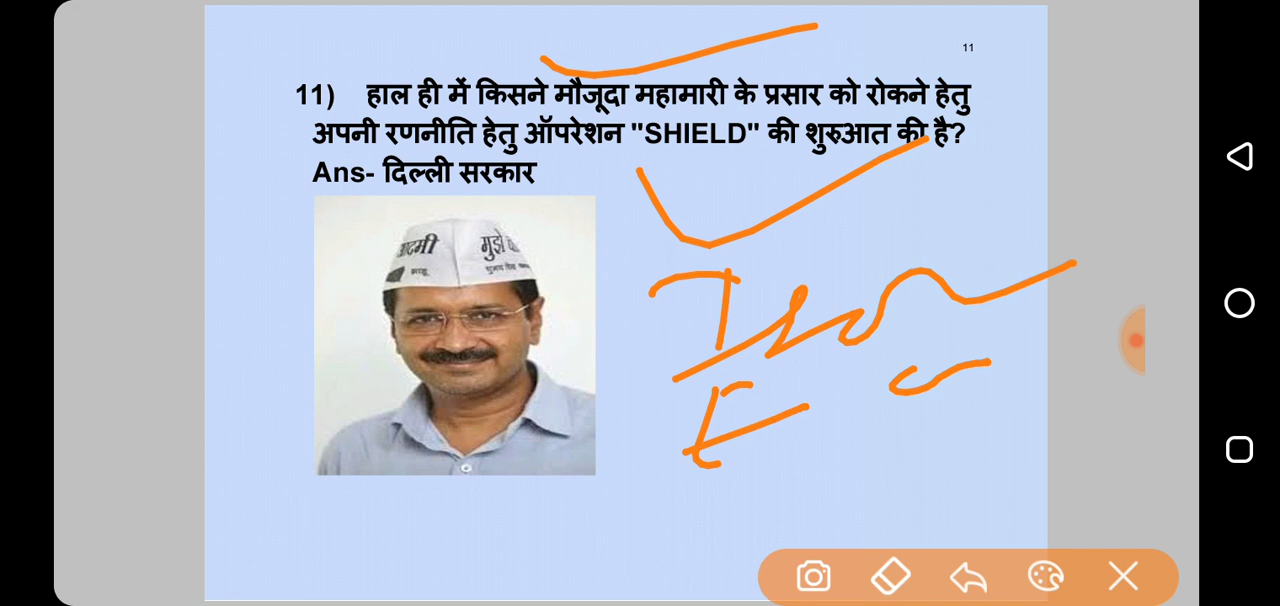 11
11) हाल ही में किसने मौजूदा महामारी के प्रसार को रोकने हेतु
अपनी रणनीति हेतु ऑपरेशन "SHIELD" की शुरुआत की है?
Ans- दिल्ली सरकार